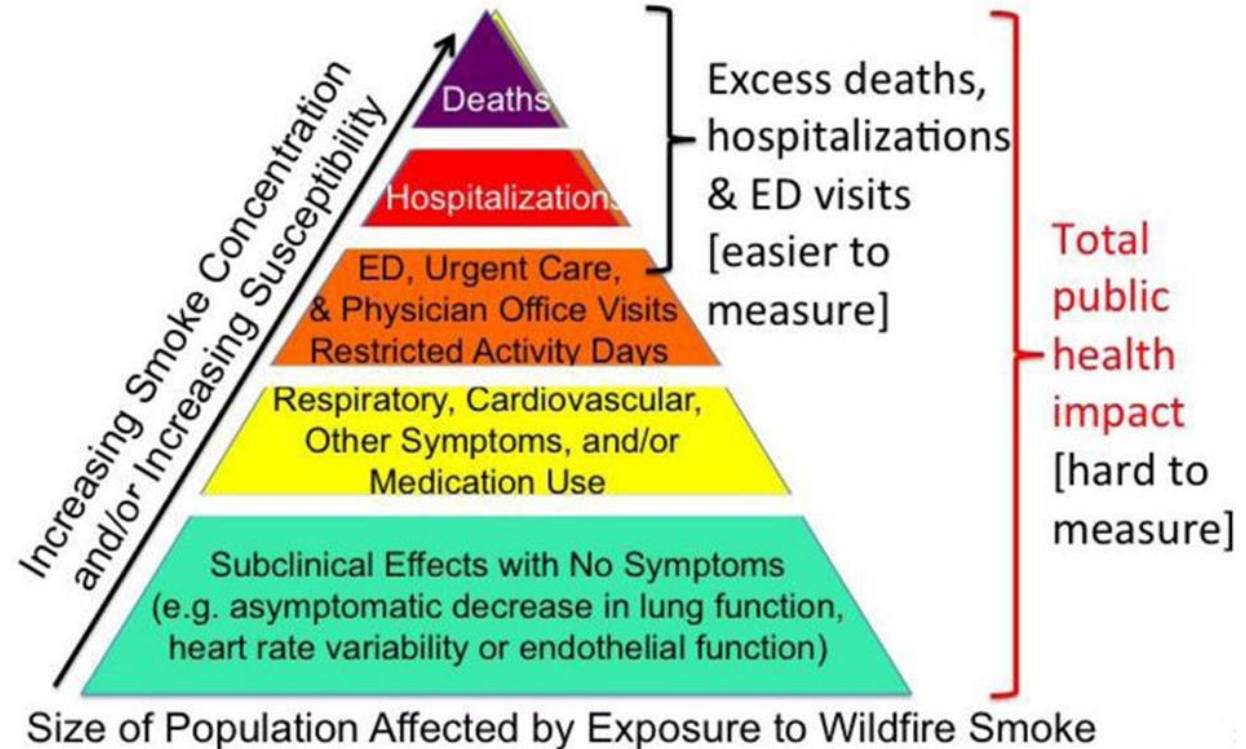 Increasing Smoke Concentration
and/or Increasing Susceptibility
Deaths
Hospitalizations
ED, Urgent Care,
& Physician Office Visits
Restricted Activity Days
Respiratory, Cardiovascular,
Other Symptoms, and/or
Medication Use
Subclinical Effects with No Symptoms
(e.g. asymptomatic decrease in lung function,
heart rate variability or endothelial function)
Size of Population Affected by Exposure to Wildfire Smoke
Excess deaths,
hospitalizations
& ED visits
[easier to
measure]
Total
public
health
impact
[hard to
measure]